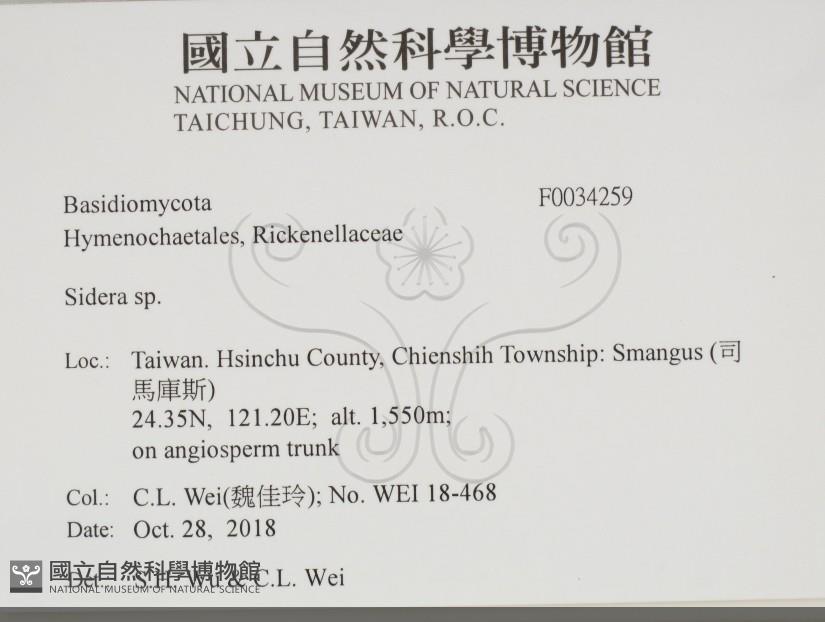 國立自然科學博物館
NATIONAL MUSEUM OF NATURAL SCIENCE
TAICHUNG, TAIWAN, R.O.C.
Basidiomycota F0034259
Hymenochaetales, Rickenellaceae
Sidera sp.
Loc.: Taiwan. Hsinchu County, Chienshih Township: Smangus (司
馬庫斯)
24.35N, 121.20E; alt. 1,550m;
on angiosperm trunk
Col.: C.L. Wei(魏佳玲); No. WEI 18-468
Date: Oct. 28, 2018
Det.: S.H. Wu & C.L. Wei
國立自然科學博物館
NATIONAL MUSEUM OF NATURAL SCIENCE